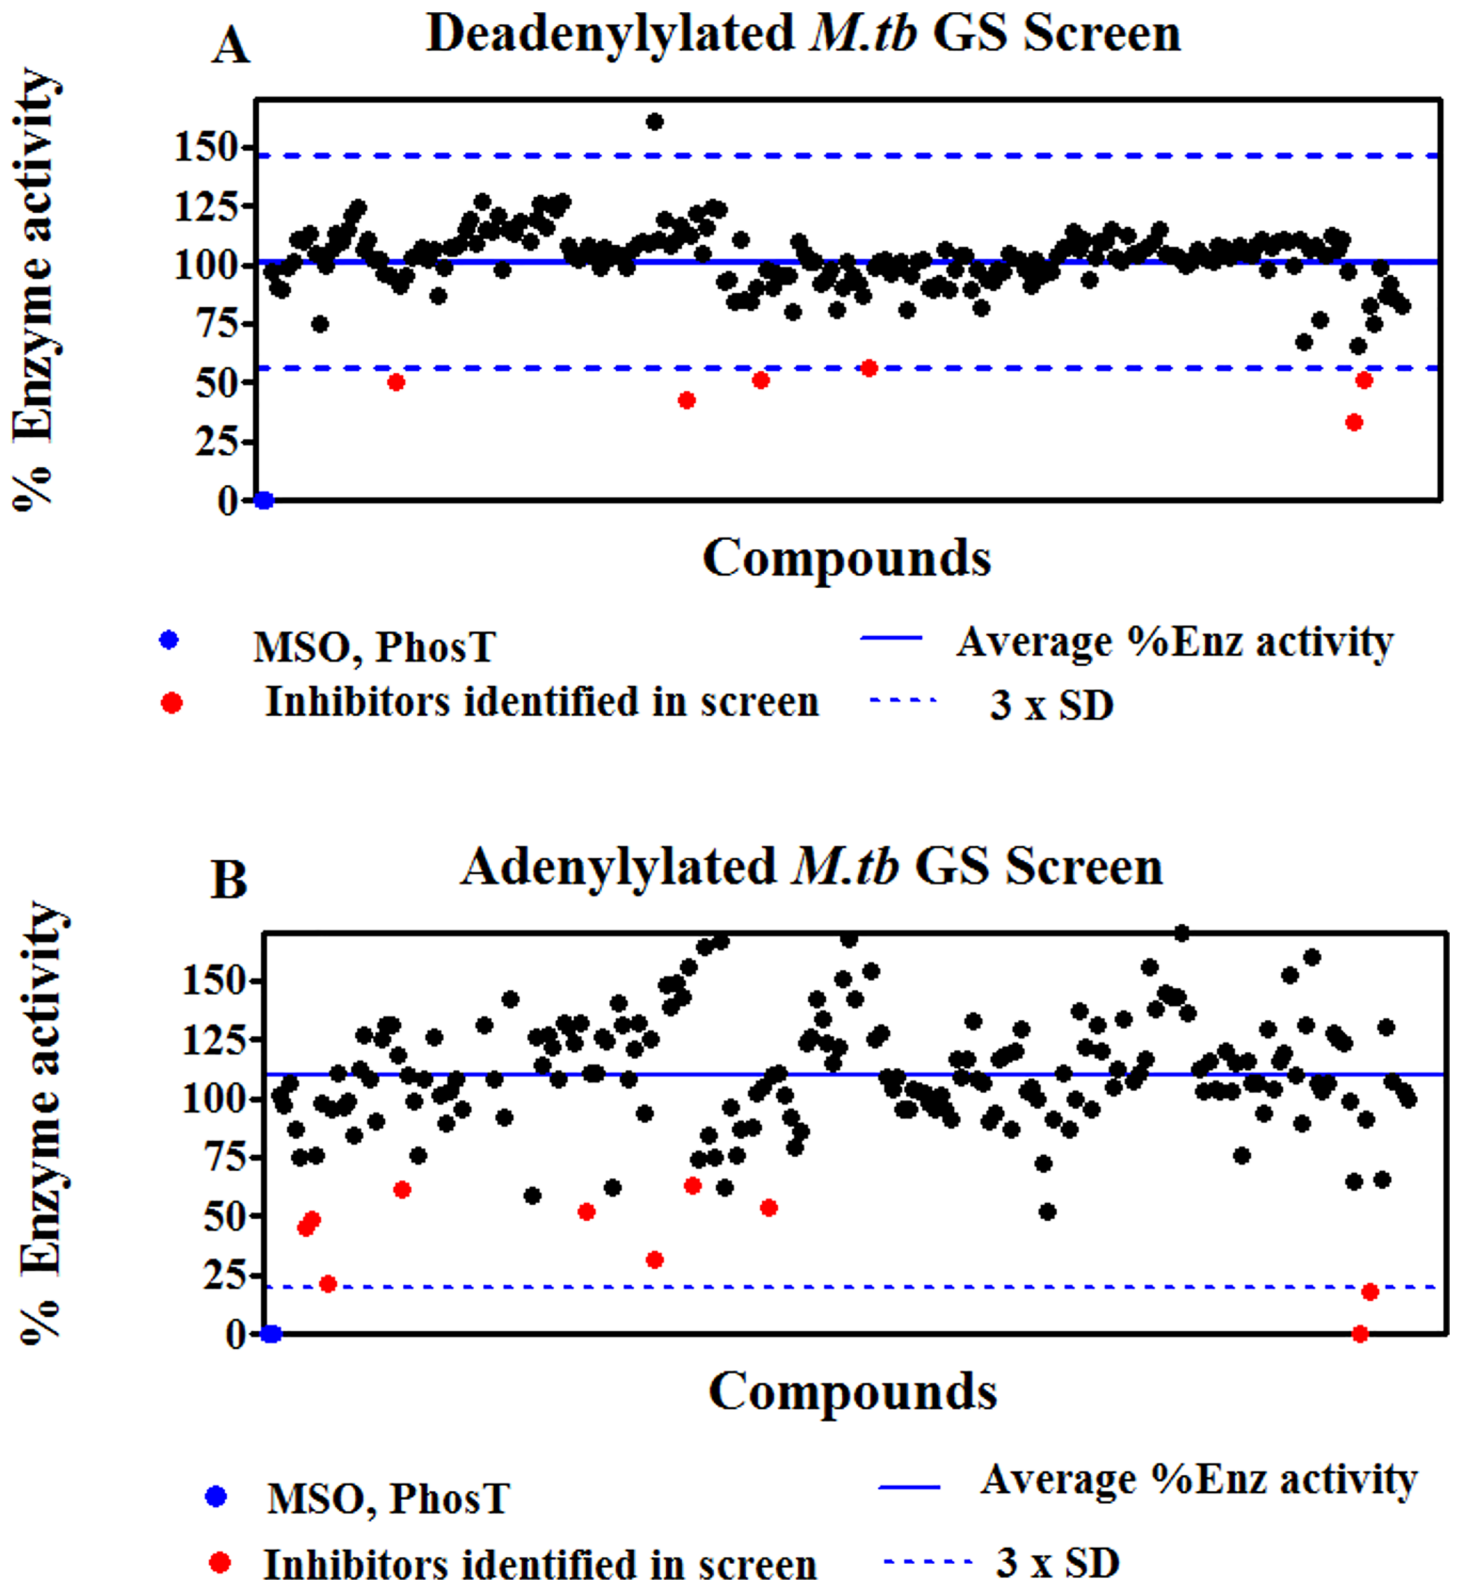 A
Deadenylylated M.tb GS Screen
% Enzyme activity
150
125
100
75
50
25
0
Compounds
MSO, PhosT
Average %Enz activity
Inhibitors identified in screen
3 x SD
B
Adenylylated M.tb GS Screen
% Enzyme activity
150
125
100
75
50
25
0
Compounds
MSO, PhosT
Average %Enz activity
Inhibitors identified in screen
3 x SD